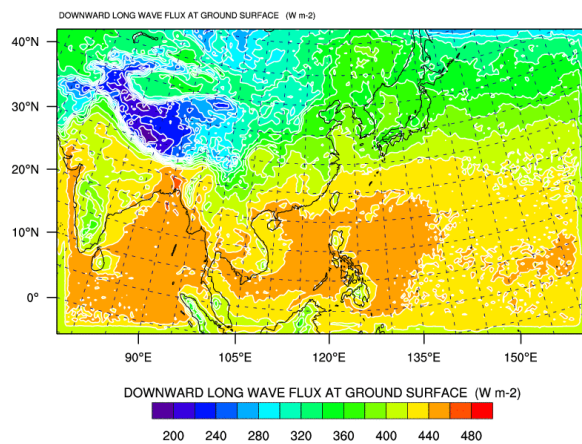 DOWNWARD LONG WAVE FLUX AT GROUND SURFACE (W m-2)
40°N
30°N
20°N
10°N
0°
90°E
105°E
120°E
135°E
150°E
DOWNWARD LONG WAVE FLUX AT GROUND SURFACE (W m-2)
200 240 280 320 360 400 440 480